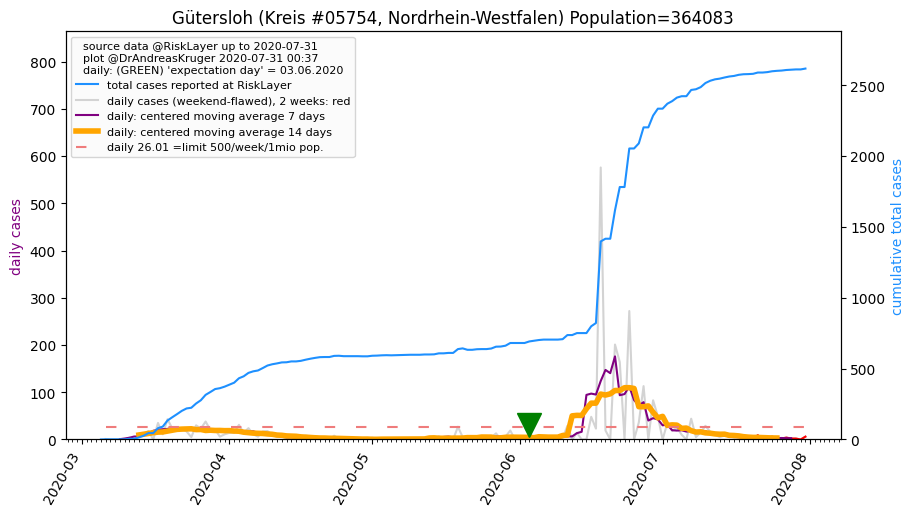 Gütersloh (Kreis #05754, Nordrhein-Westfalen) Population=364083
source data @RiskLayer up to 2020-07-31
plot @DrAndreasKruger 2020-07-31 00:37
daily: (GREEN) 'expectation day' = 03.06.2020
total cases reported at RiskLayer
daily cases (weekend-flawed), 2 weeks: red
daily: centered moving average 7 days
daily: centered moving average 14 days
daily 26.01 =limit 500/week/1mio pop.
daily cases
800
700
600
500
400
300
200
100
0
2500
2000
1500
1000
500
0
cumulative total cases
2020-03
2020-04
2020-05
2020-06
2020-07
2020-08